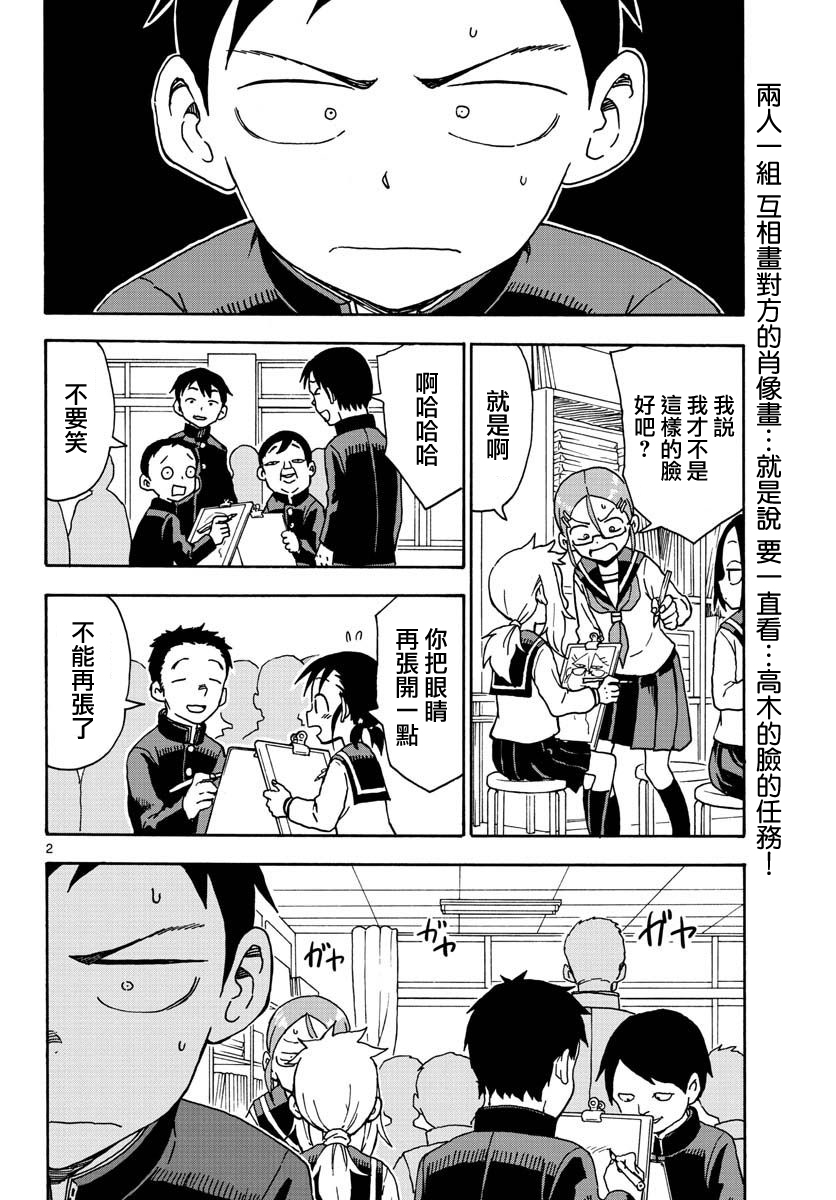 兩人一組 互相畫對方的肖像畫…就是說 要一直看…高木的臉的任務！
我說
我才不是
這樣的臉
好吧？
就是啊
啊哈哈哈
不要笑
你把眼睛
再張開一點
不能再張了
2
ガヤ
ガヤ
ガヤ